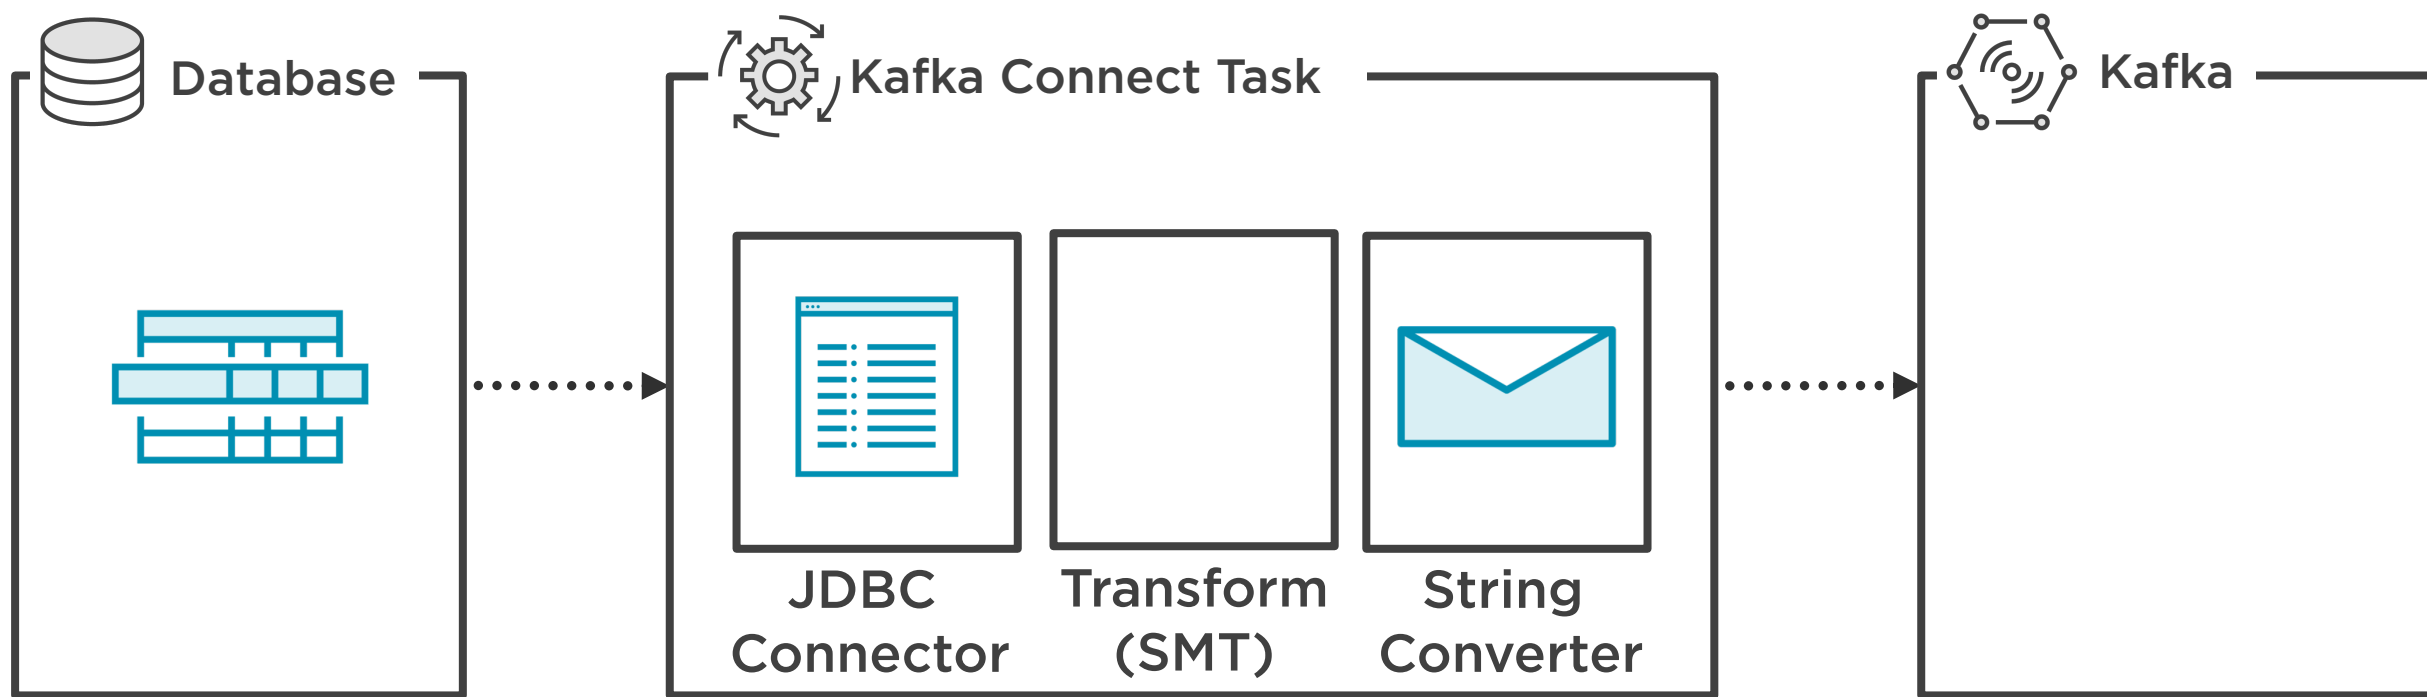 Database
Kafka Connect Task
Kafka
JDBC
Connector
Transform
(SMT)
String
Converter